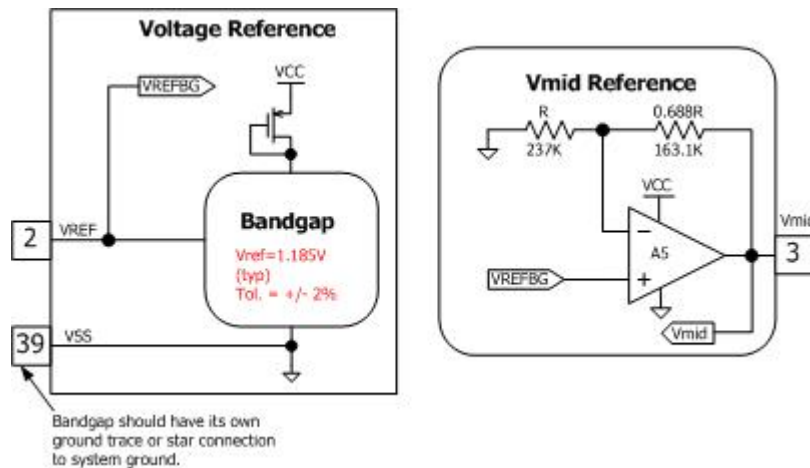 Voltage Reference
VREFBG
VCC
2
VREF
Bandgap
Vref=1.185V
(typ)
Tol. = +/- 2%
39
VSS
Bandgap should have its own
ground trace or star connection
to system ground.
Vmid Reference
R
0.688R
237K
163.1K
VCC
A5
VREFBG
Vmid
Vmid
3